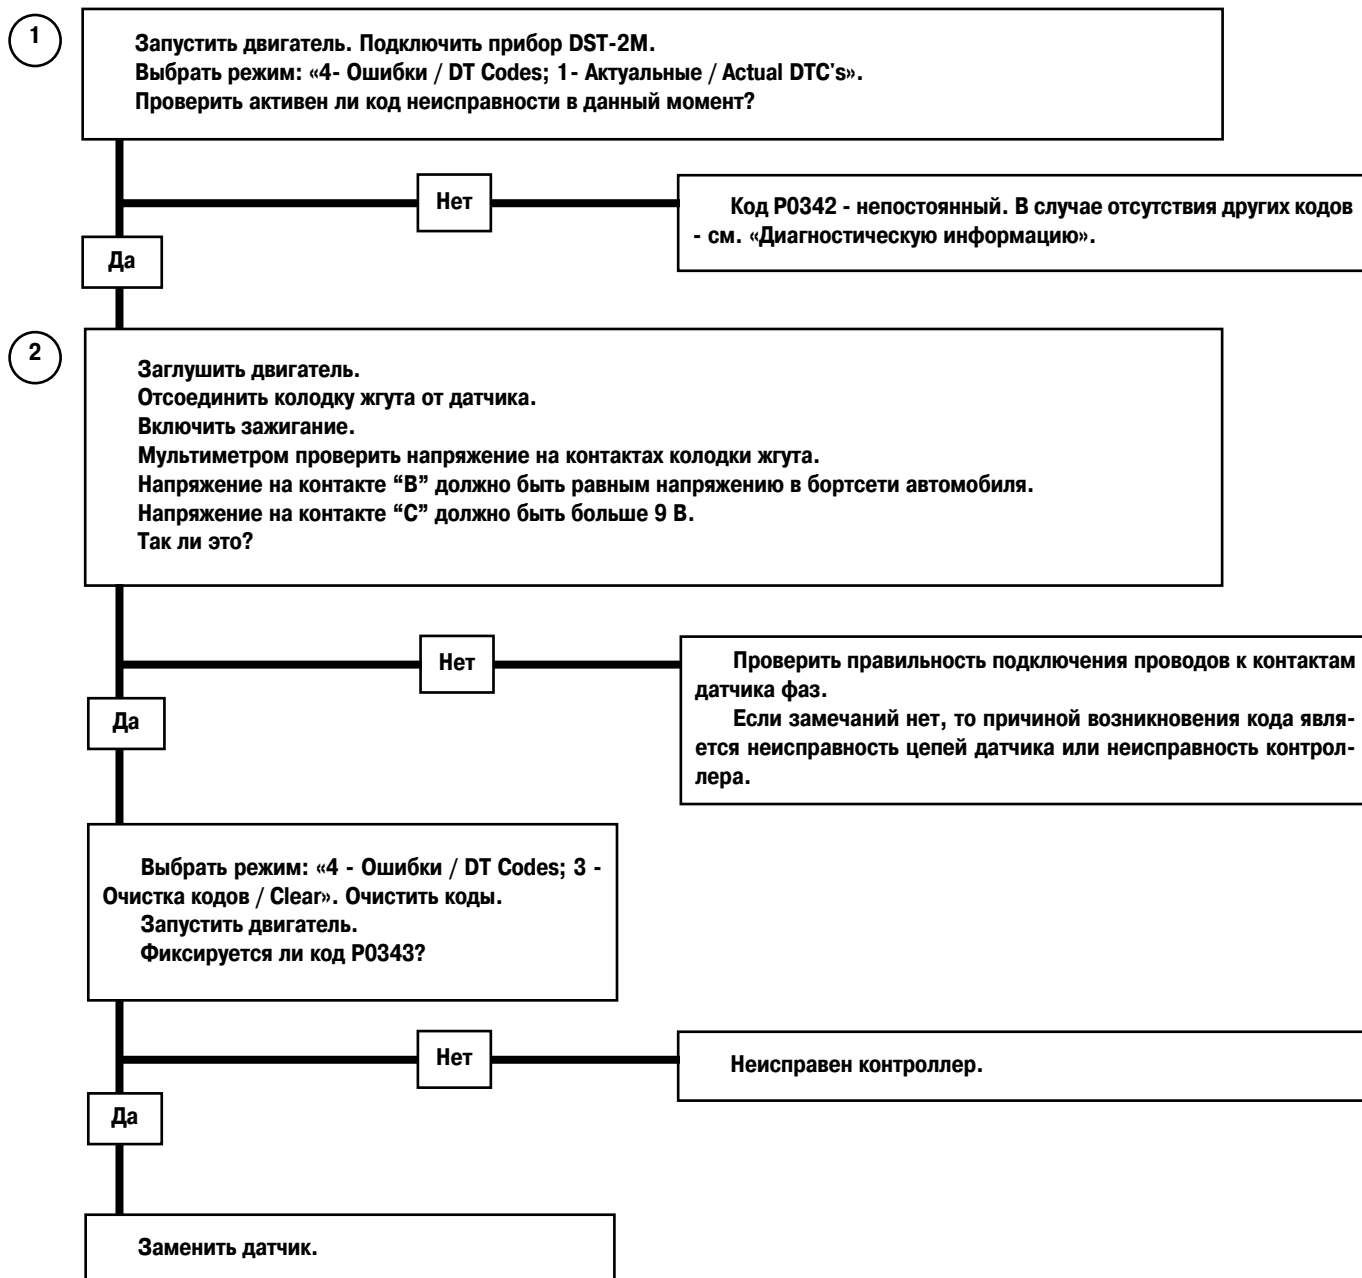 1
Запустить двигатель. Подключить прибор DST-2M.
Выбрать режим: «4- Ошибки / DT Codes; 1- Актуальные / Actual DTC's».
Проверить активен ли код неисправности в данный момент?
Нет
Код P0342 - непостоянный. В случае отсутствия других кодов
- см. «Диагностическую информацию».
Да
2
Заглушить двигатель.
Отсоединить колодку жгута от датчика.
Включить зажигание.
Мультиметром проверить напряжение на контактах колодки жгута.
Напряжение на контакте “В” должно быть равным напряжению в бортсети автомобиля.
Напряжение на контакте “С” должно быть больше 9 В.
Так ли это?
Нет
Проверить правильность подключения проводов к контактам
датчика фаз.
Если замечаний нет, то причиной возникновения кода явля-
ется неисправность цепей датчика или неисправность контрол-
лера.
Да
Выбрать режим: «4 - Ошибки / DT Codes; 3 -
Очистка кодов / Clear». Очистить коды.
Запустить двигатель.
Фиксируется ли код P0343?
Нет
Неисправен контроллер.
Да
Заменить датчик.